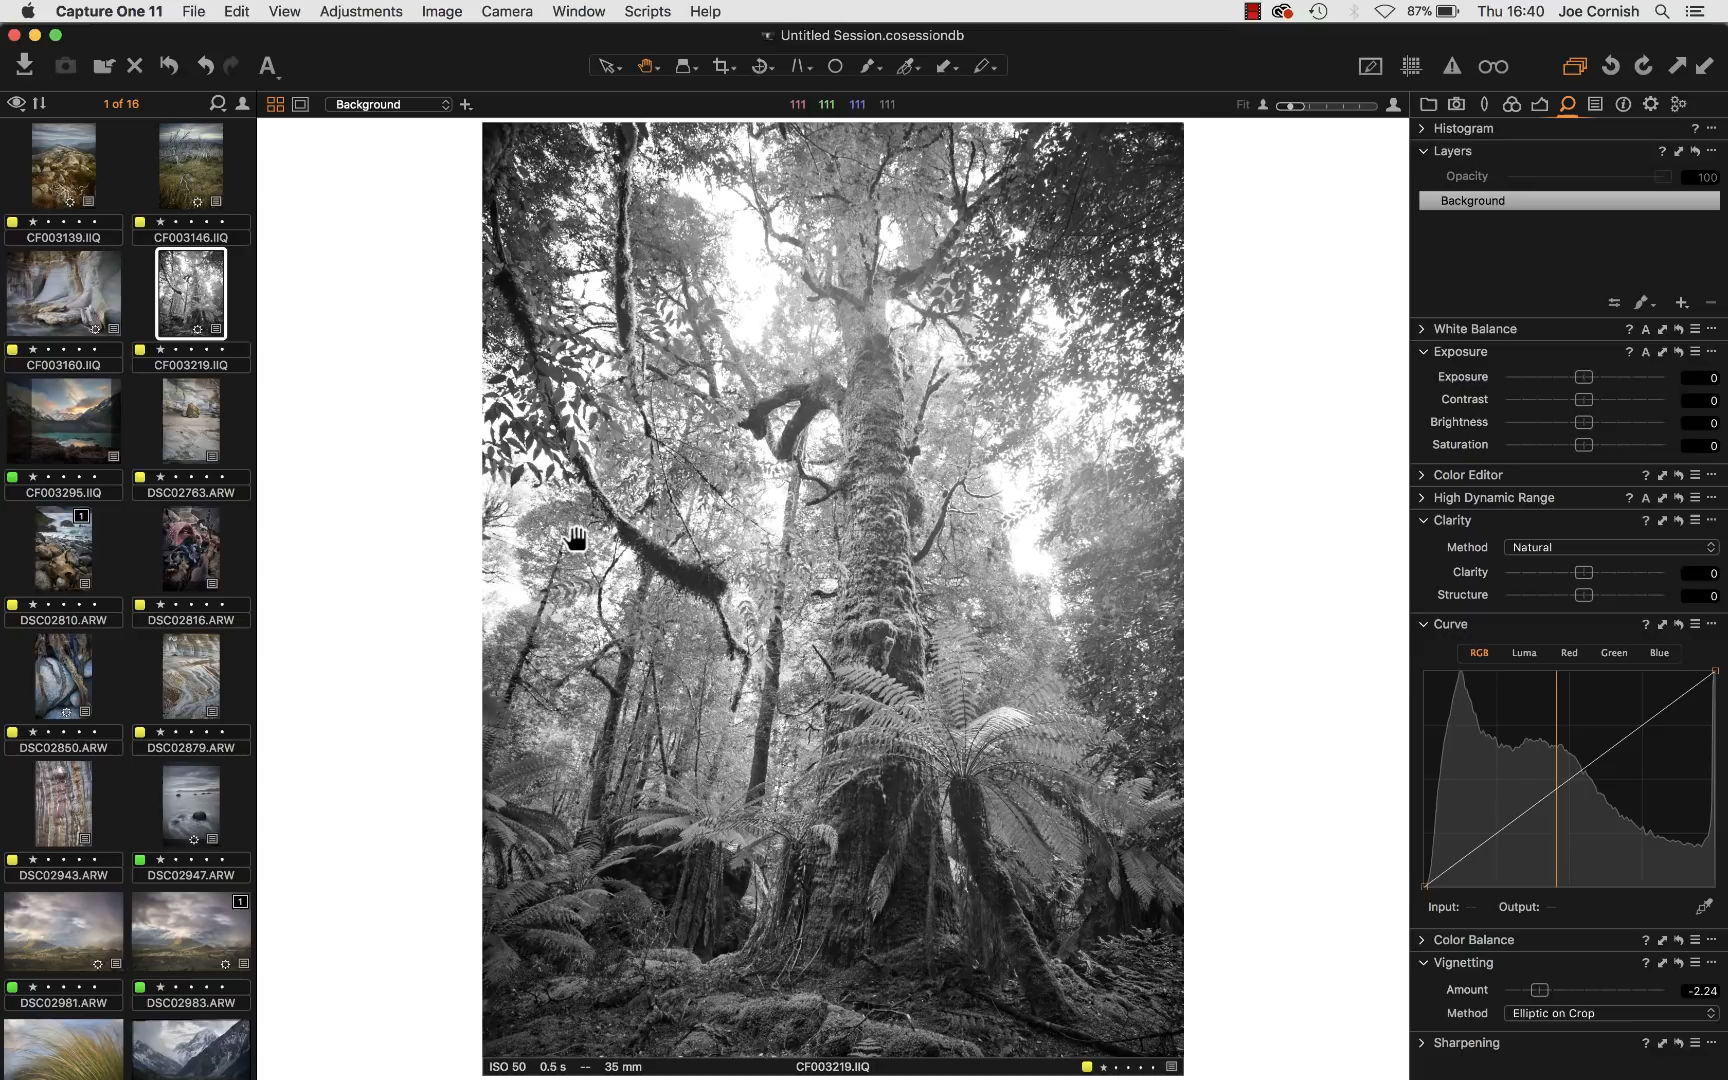 Capture One 11 File Edit View Adjustments Image Camera Window Scripts Help 87% Thu 16:40 Joe Cornish
Untitled Session.cosessiondb
A
1 of 16 Background Fit
Histogram ?
Layers ?
Opacity 100
Background
CF003139.IIQ CF003146.IIQ
CF003160.IIQ CF003219.IIQ
White Balance ? A
Exposure ? A
Exposure 0
Contrast 0
Brightness 0
Saturation 0
CF003295.IIQ DSC02763.ARW
Color Editor ?
High Dynamic Range ? A
Clarity ?
Method Natural
Clarity 0
Structure 0
1
DSC02810.ARW DSC02816.ARW
Curve ?
RGB Luma Red Green Blue
DSC02850.ARW DSC02879.ARW
DSC02943.ARW DSC02947.ARW
1
Input: -- Output: --
Color Balance ?
Vignetting ?
Amount -2.24
Method Elliptic on Crop
DSC02981.ARW DSC02983.ARW
Sharpening ?
ISO 50 0.5 s -- 35 mm CF003219.IIQ